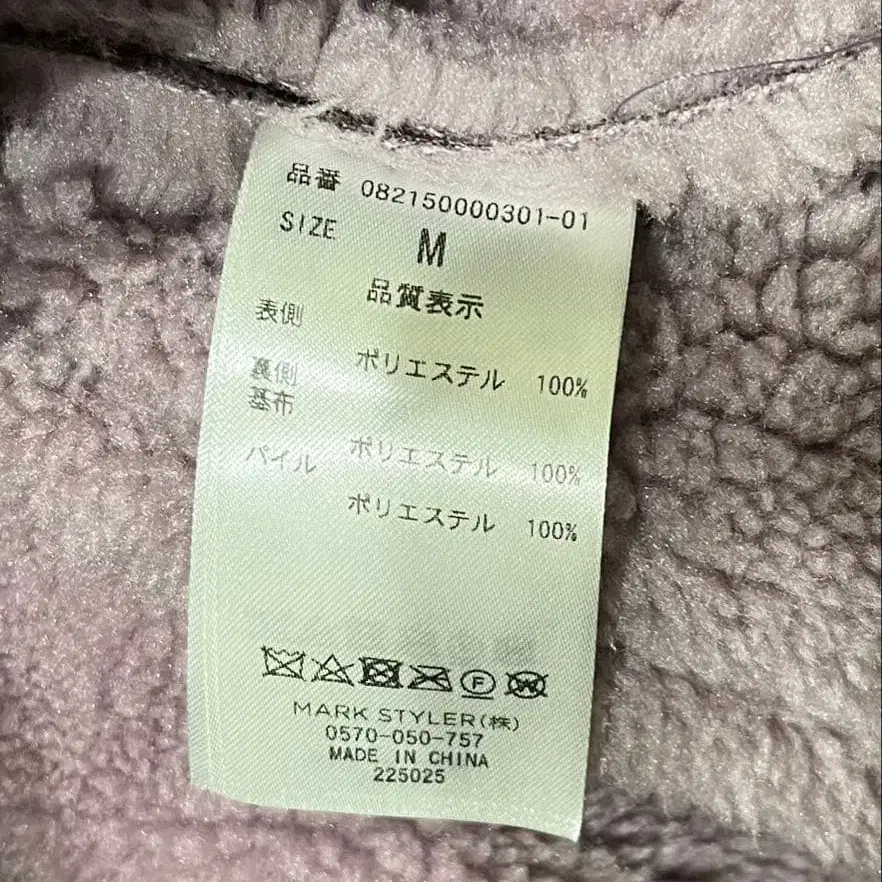 品番 082150000301-01
SIZE M
品質表示
表側
ポリエステル 100%
裏側
基布
ポリエステル 100%
パイル
ポリエステル 100%
F W
MARK STYLER(株)
0570-050-757
MADE IN CHINA
225025